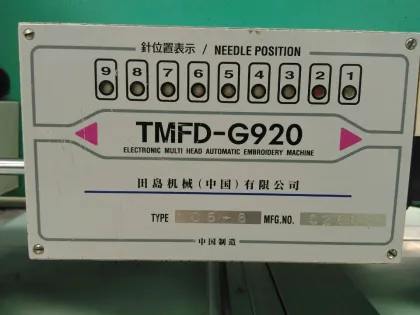 針位置表示 / NEEDLE POSITION
9 8 7 6 5 4 3 2 1
TMFD-G920
ELECTRONIC MULTI HEAD AUTOMATIC EMBROIDERY MACHINE
田島机械(中国)有限公司
TYPE MFG.NO.
中国制造